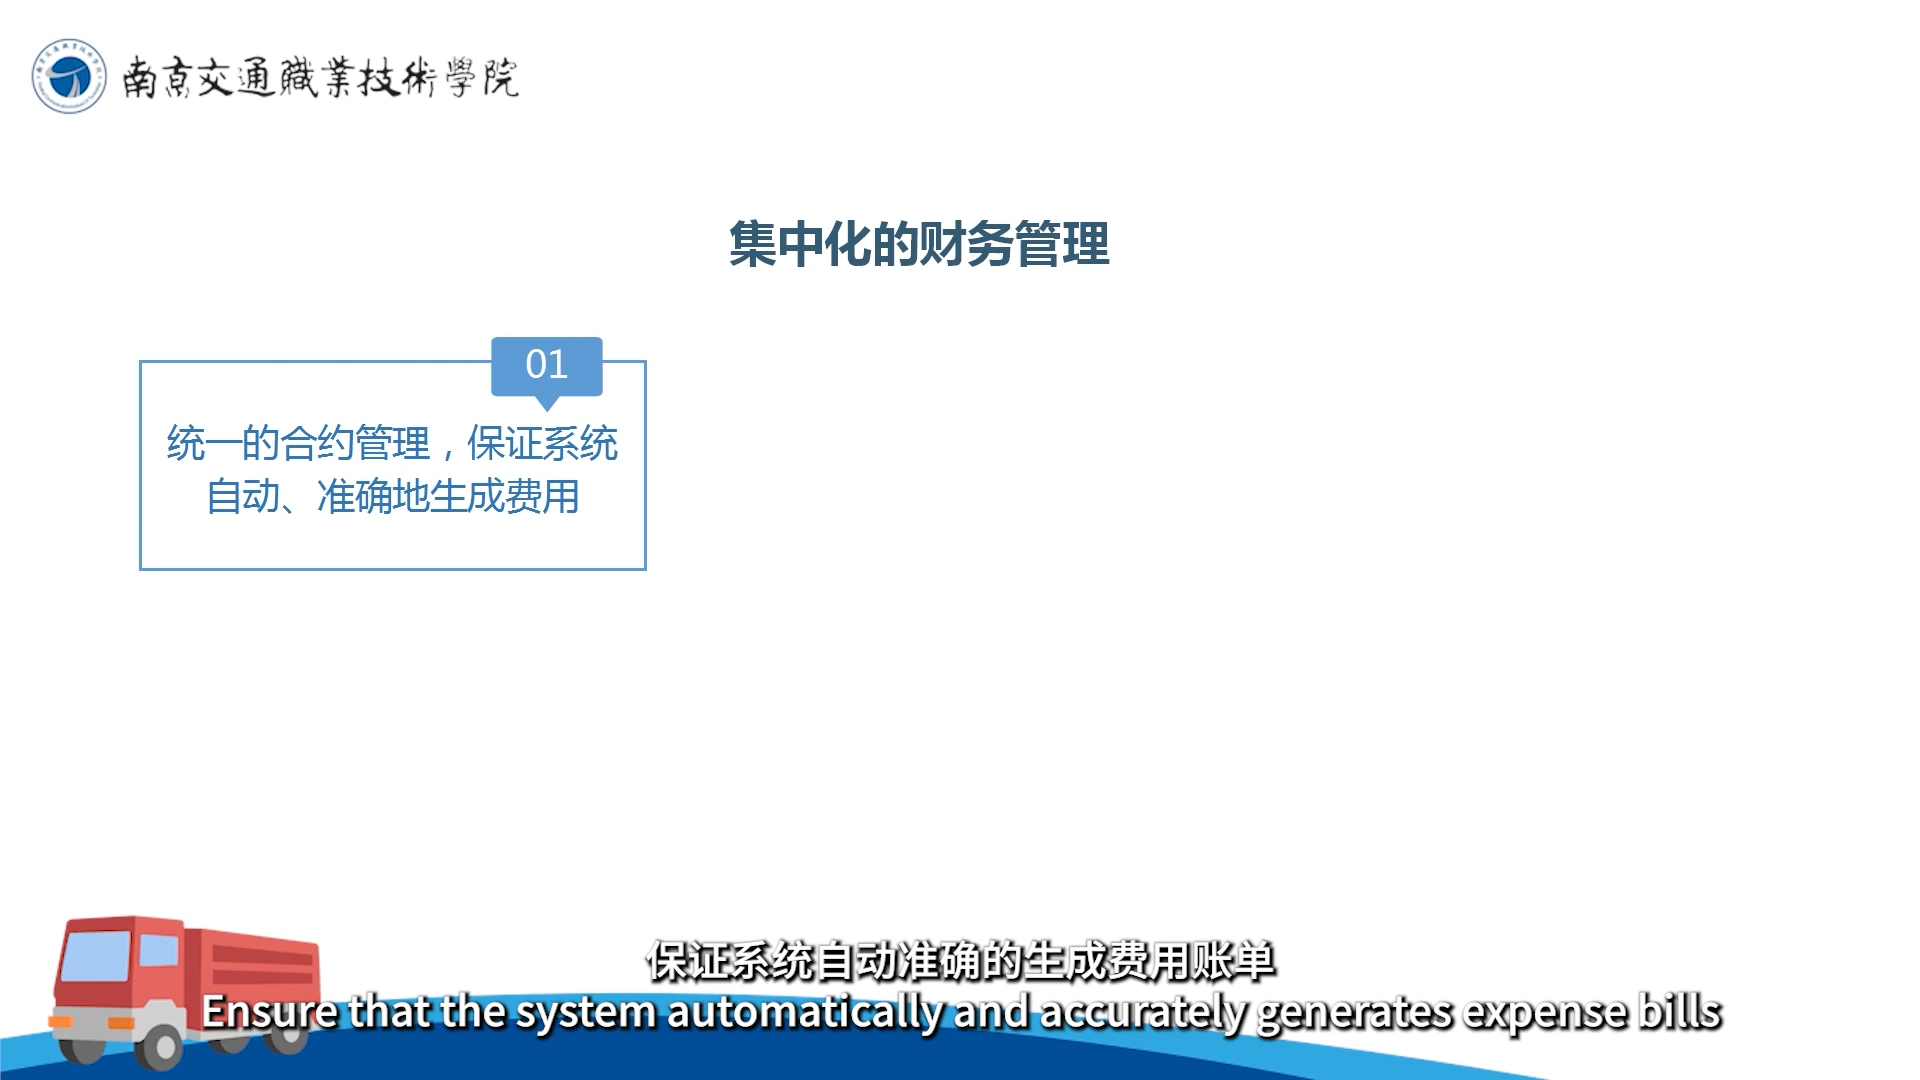 南京交通職業技術學院
集中化的财务管理
01
统一的合约管理，保证系统
自动、准确地生成费用
保证系统自动准确的生成费用账单
Ensure that the system automatically and accurately generates expense bills